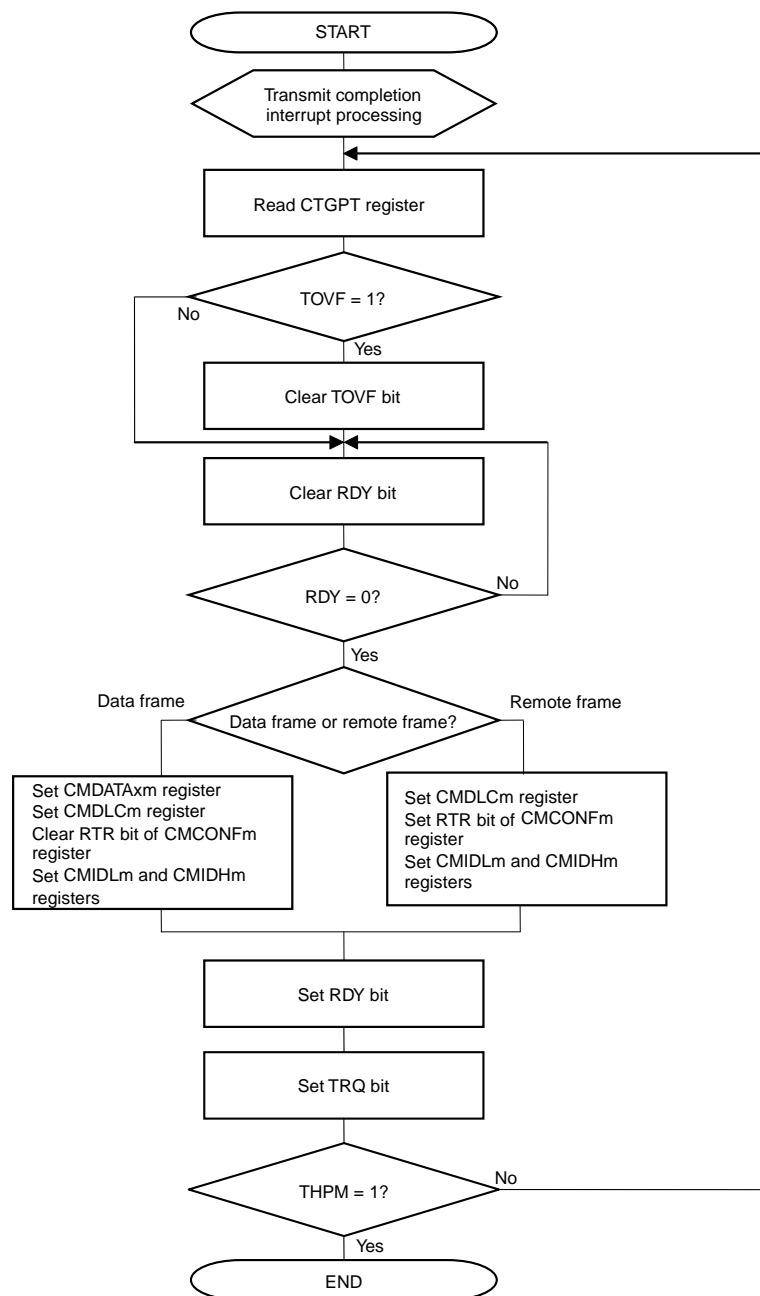 START
Transmit completion
interrupt processing
Read CTGPT register
TOVF = 1?
No
Yes
Clear TOVF bit
Clear RDY bit
RDY = 0?
No
Yes
Data frame
Data frame or remote frame?
Remote frame
Set CMDATAxm register
Set CMDLCm register
Clear RTR bit of CMCONFm
register
Set CMIDLm and CMIDHm
registers
Set CMDLCm register
Set RTR bit of CMCONFm
register
Set CMIDLm and CMIDHm
registers
Set RDY bit
Set TRQ bit
THPM = 1?
No
Yes
END